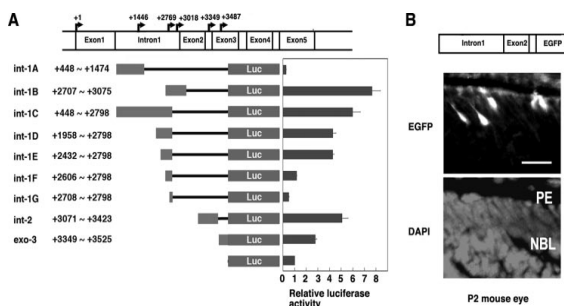 A
+1 +1446 +2769 +3018 +3349 +3487
Exon1 Intron1 Exon2 Exon3 Exon4 Exon5
int-1A +448 ~ +1474 Luc
int-1B +2707 ~ +3075 Luc
int-1C +448 ~ +2798 Luc
int-1D +1958 ~ +2798 Luc
int-1E +2432 ~ +2798 Luc
int-1F +2606 ~ +2798 Luc
int-1G +2708 ~ +2798 Luc
int-2 +3071 ~ +3423 Luc
exo-3 +3349 ~ +3525 Luc
Luc
0 1 2 3 4 5 6 7 8
Relative luciferase
activity
B
Intron1 Exon2 EGFP
EGFP
DAPI
PE
NBL
P2 mouse eye